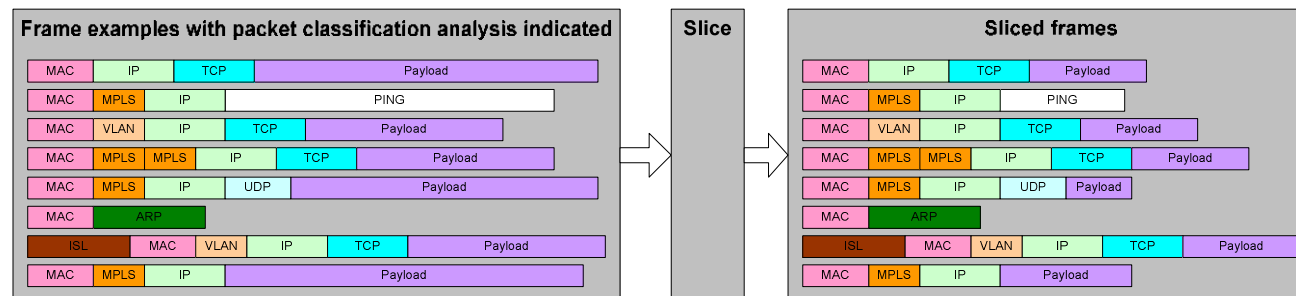 Frame examples with packet classification analysis indicated
MAC IP TCP Payload
MAC MPLS IP PING
MAC VLAN IP TCP Payload
MAC MPLS MPLS IP TCP Payload
MAC MPLS IP UDP Payload
MAC ARP
ISL MAC VLAN IP TCP Payload
MAC MPLS IP Payload
Slice
Sliced frames
MAC IP TCP Payload
MAC MPLS IP PING
MAC VLAN IP TCP Payload
MAC MPLS MPLS IP TCP Payload
MAC MPLS IP UDP Payload
MAC ARP
ISL MAC VLAN IP TCP Payload
MAC MPLS IP Payload